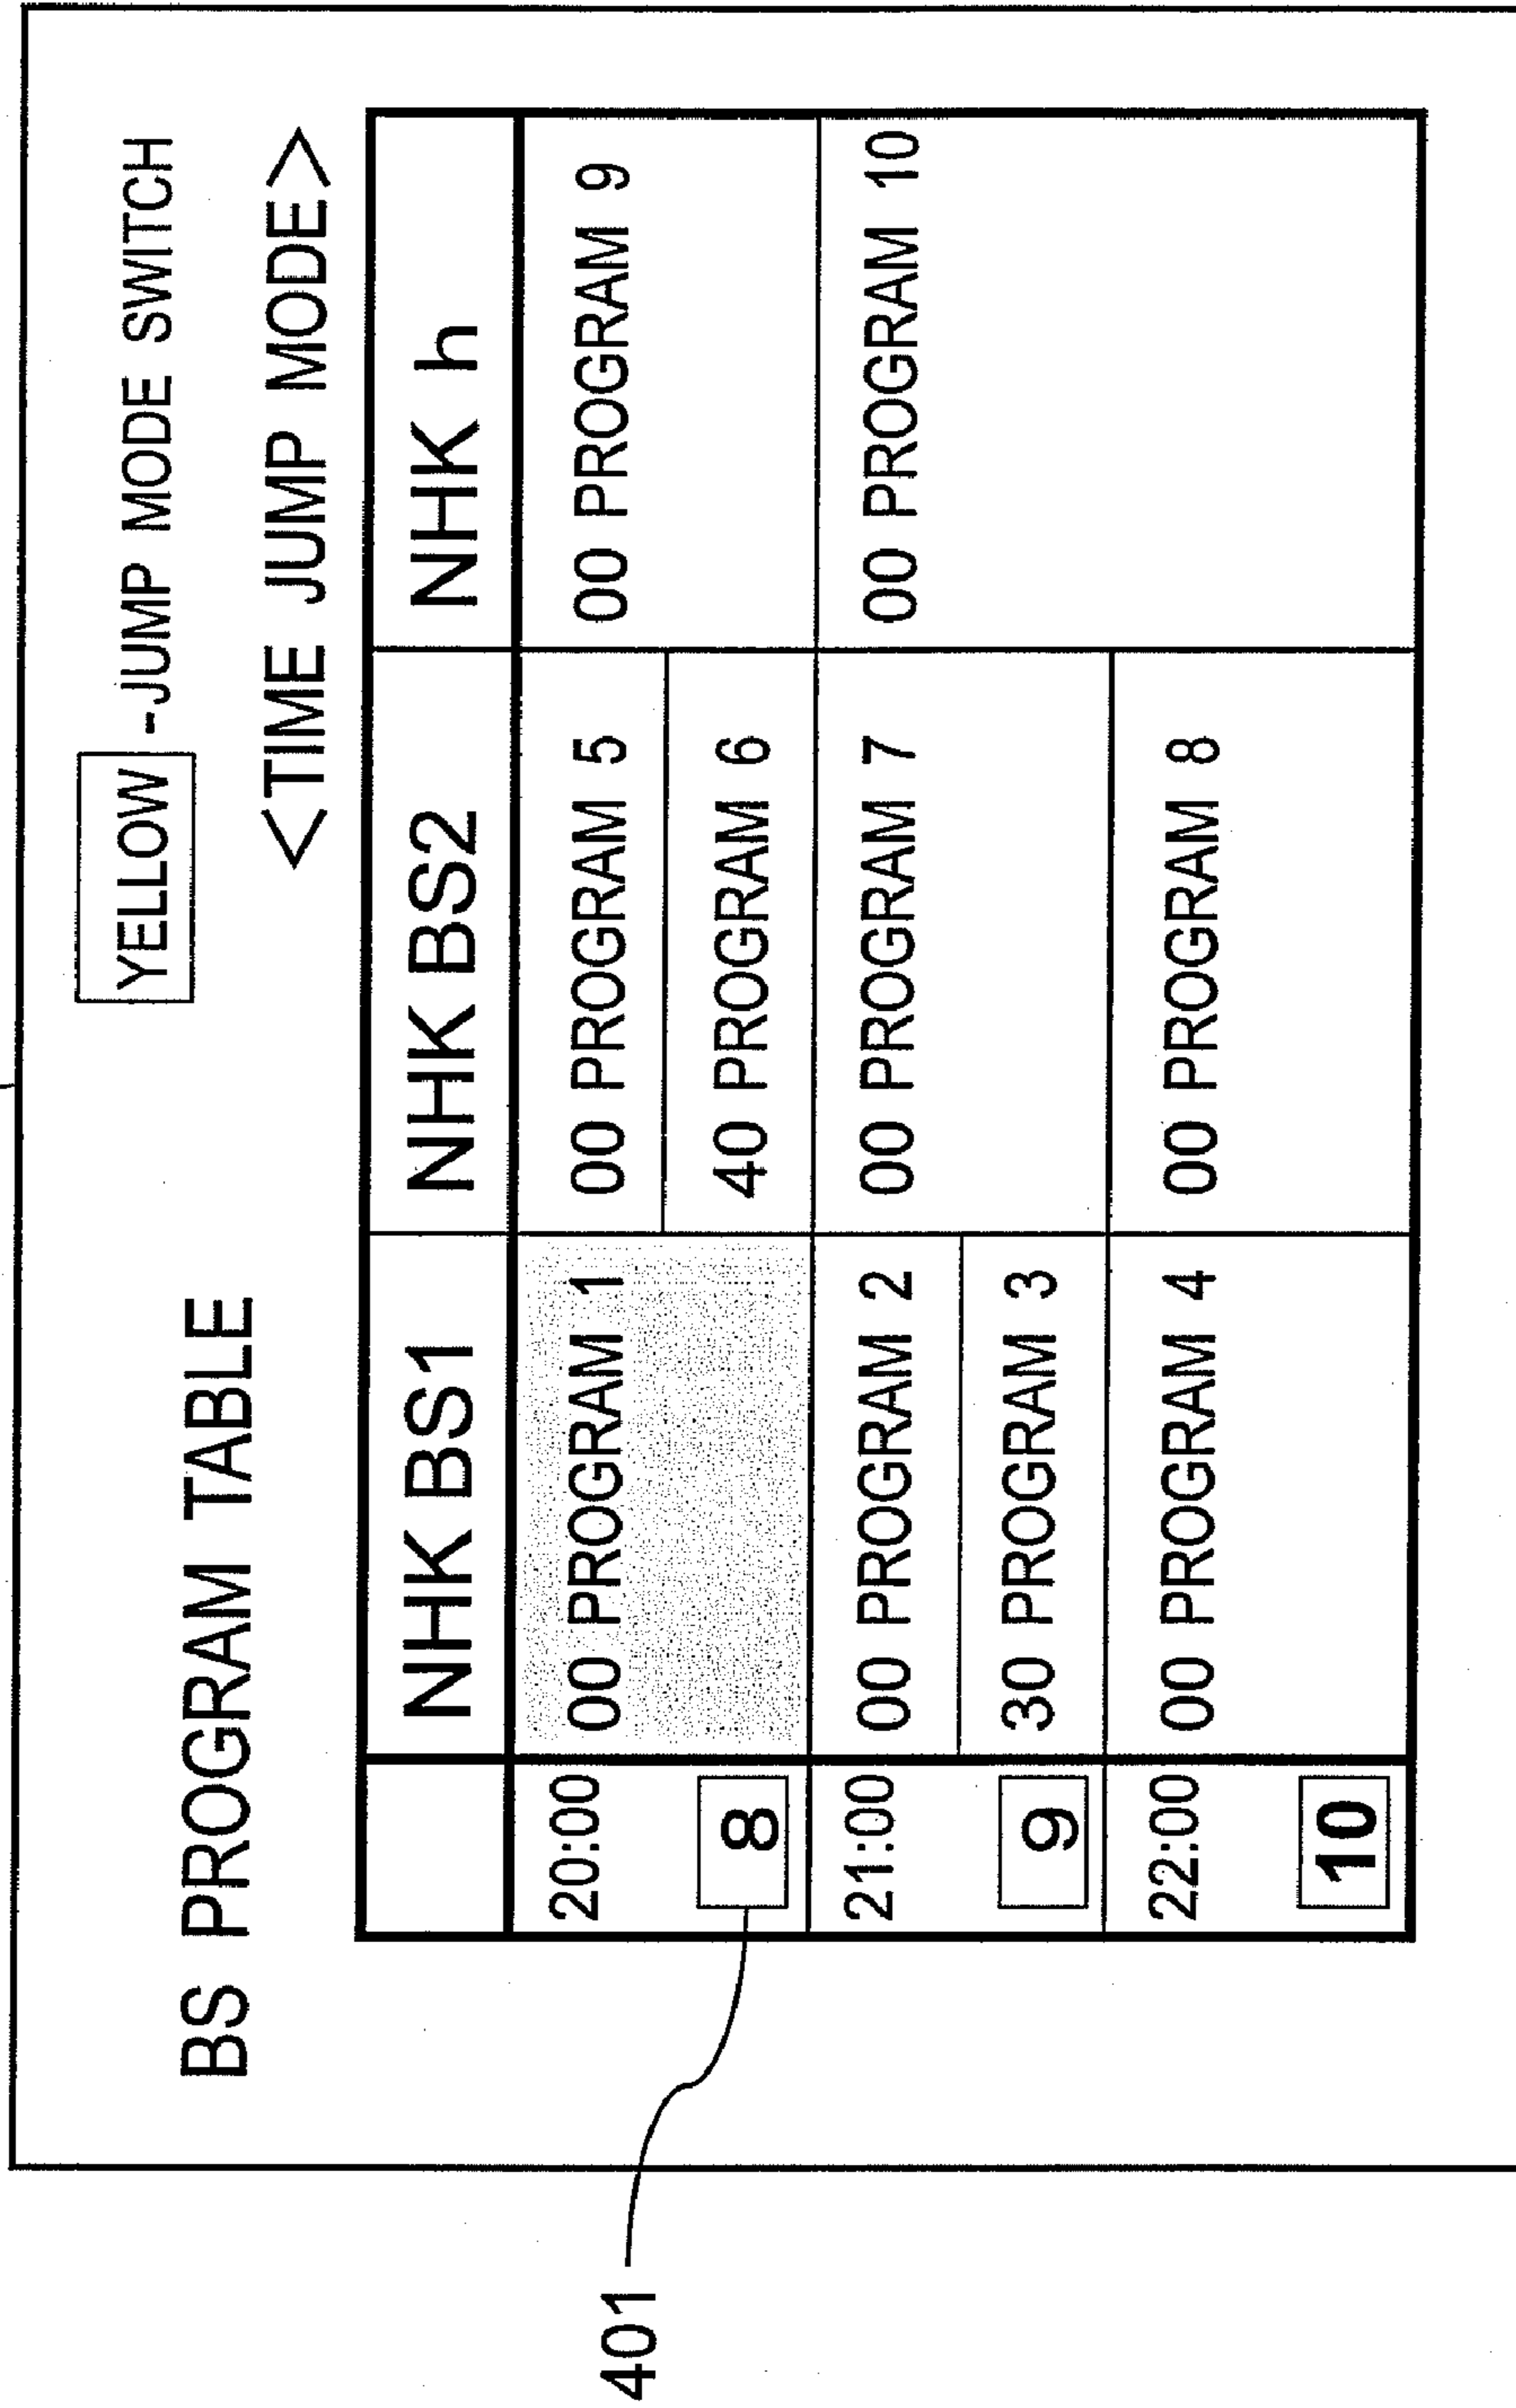 YELLOW -JUMP MODE SWITCH
BS PROGRAM TABLE
<TIME JUMP MODE>
NHK BS1 NHK BS2 NHK h
20:00 00 PROGRAM 1 00 PROGRAM 5 00 PROGRAM 9
8 40 PROGRAM 6
21:00 00 PROGRAM 2 00 PROGRAM 7 00 PROGRAM 10
9 30 PROGRAM 3
22:00 00 PROGRAM 4 00 PROGRAM 8
10
401